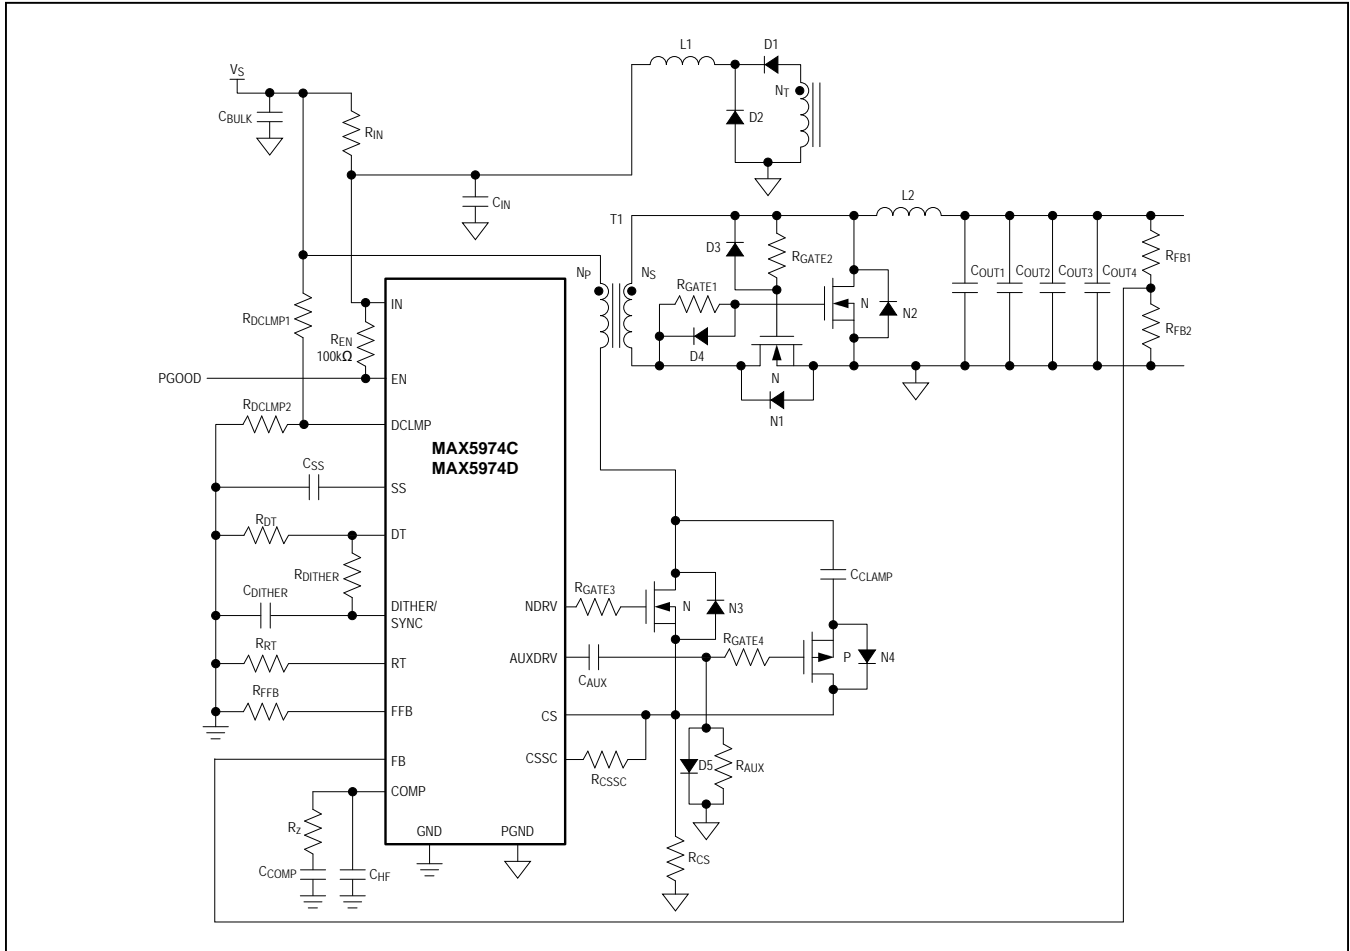 L1
D1
VS
NT
CBULK
D2
RIN
CIN
L2
T1
D3
RGATE2
NP
NS
COUT1
COUT2
COUT3
COUT4
RFB1
RGATE1
IN
N
N2
RDCLMP1
REN
100kΩ
RFB2
D4
PGOOD
EN
N
RDCLMP2
N1
DCLMP
MAX5974C
MAX5974D
CSS
SS
RDT
DT
RDITHER
CCLAMP
CDITHER
RGATE3
DITHER/
SYNC
NDRV
N
N3
RGATE4
RRT
RT
AUXDRV
P
N4
CAUX
RFFB
FFB
CS
FB
CSSC
D5
RAUX
RCSSC
COMP
RZ
GND
PGND
RCS
CCOMP
CHF